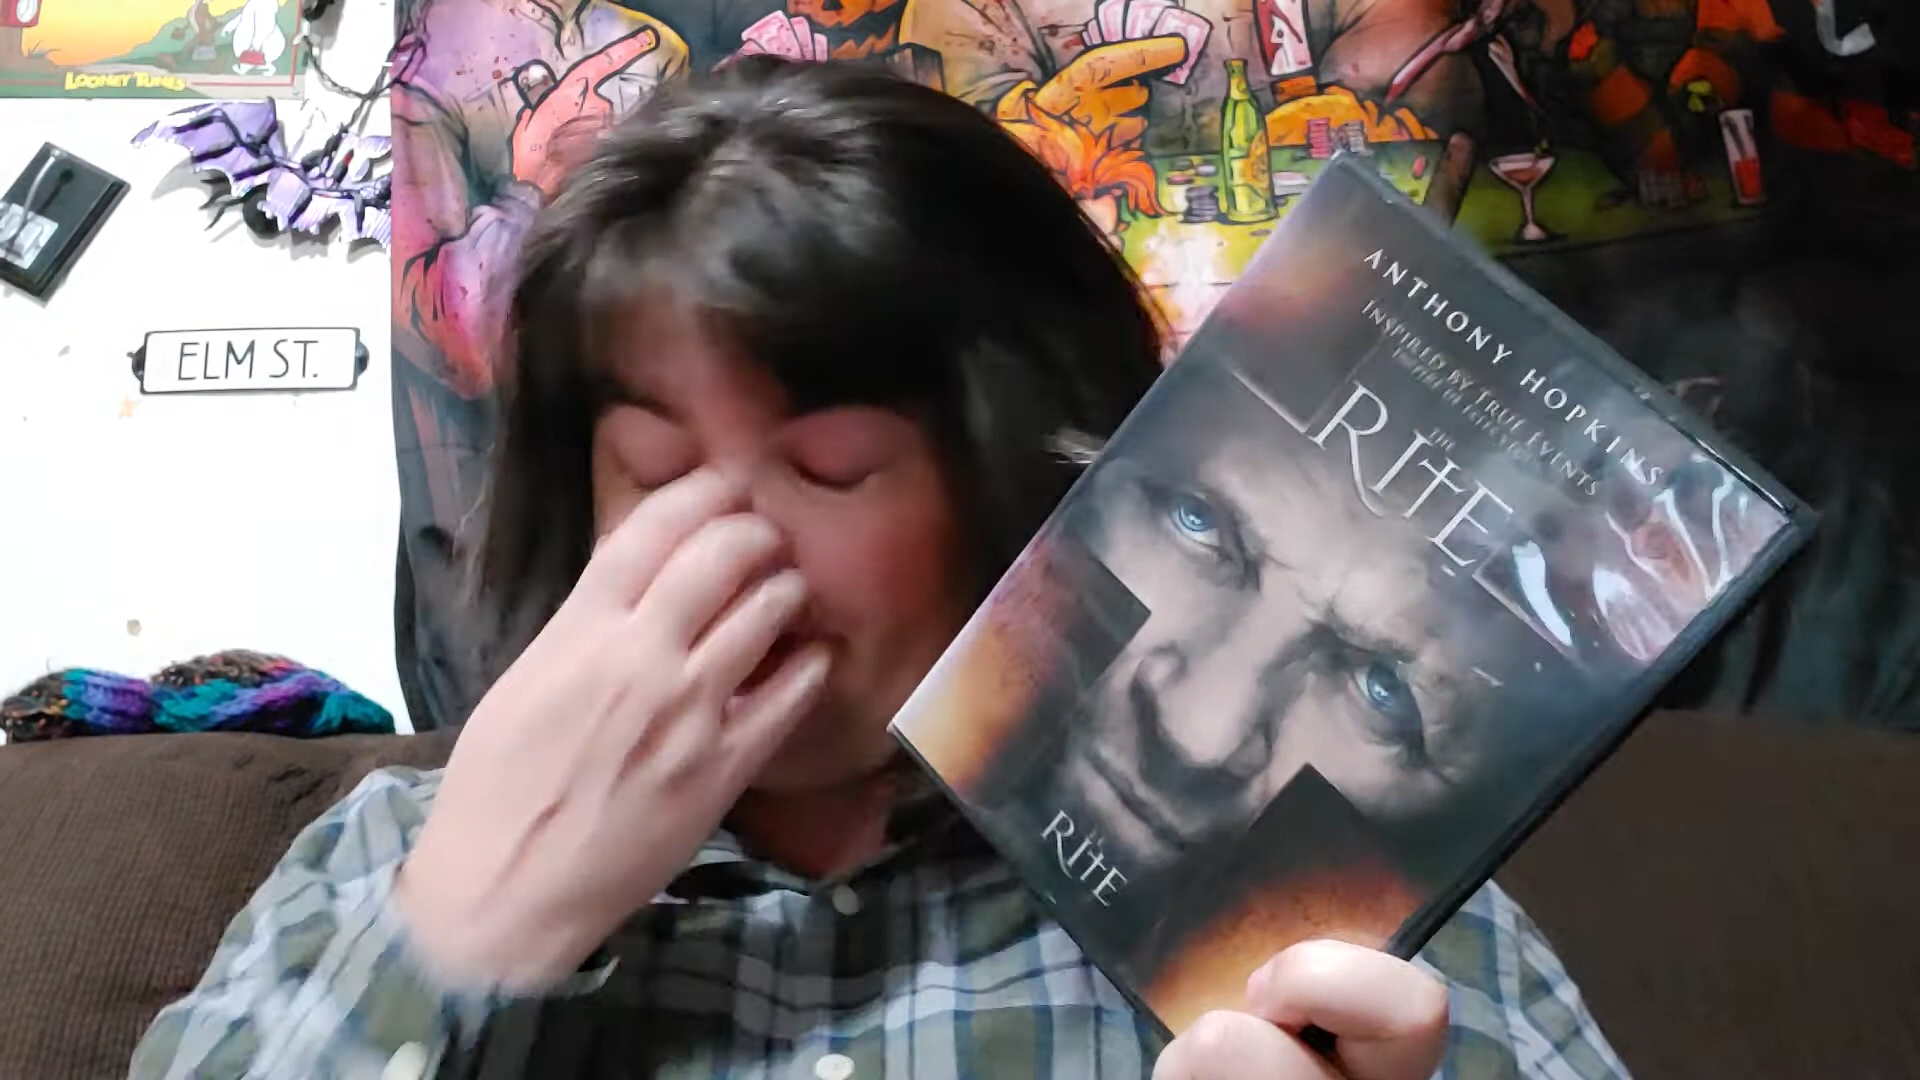 LOONEY TUNES
ELM ST.
ANTHONY HOPKINS
INSPIRED BY TRUE EVENTS
THE
RITE
THE
RITE